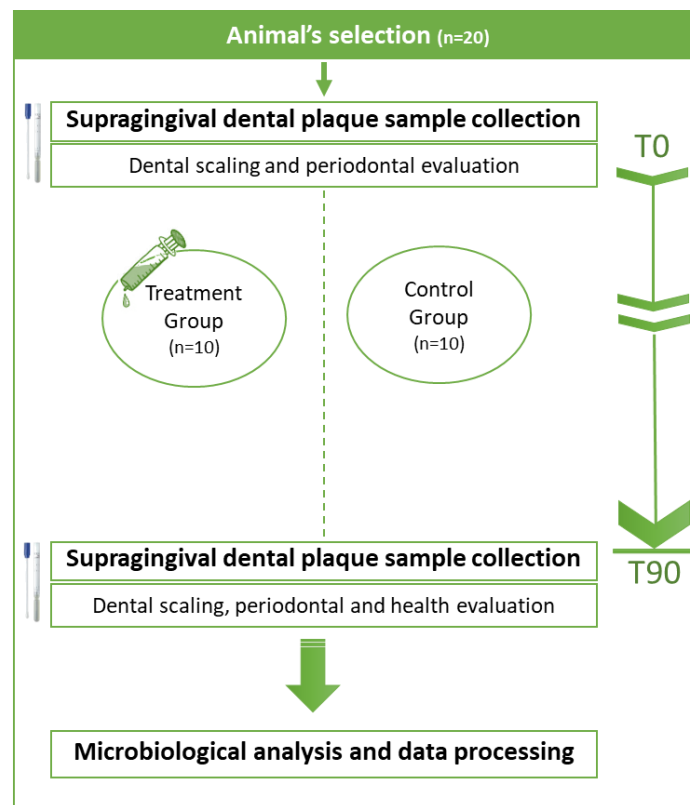 Animal's selection (n=20)
Supragingival dental plaque sample collection
Dental scaling and periodontal evaluation
T0
Treatment
Group
(n=10)
Control
Group
(n=10)
Supragingival dental plaque sample collection
Dental scaling, periodontal and health evaluation
T90
Microbiological analysis and data processing